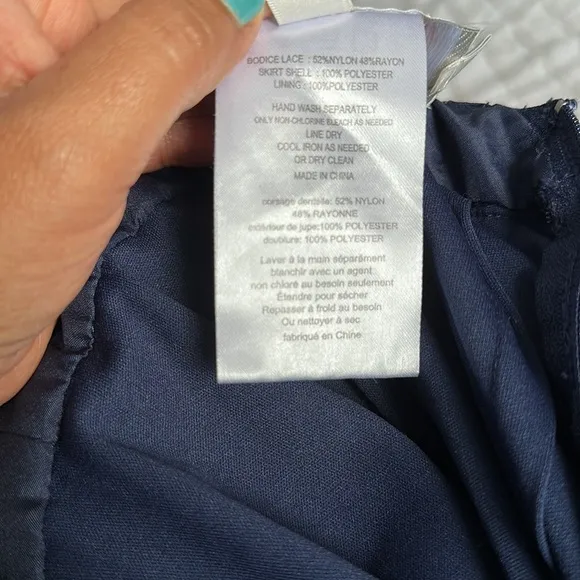 BODICE LACE : 52%NYLON 48%RAYON
SKIRT SHELL : 100% POLYESTER
LINING : 100%POLYESTER
HAND WASH SEPARATELY
ONLY NON-CHLORINE BLEACH AS NEEDED
LINE DRY
COOL IRON AS NEEDED
OR DRY CLEAN
MADE IN CHINA
corsage dentelle: 52% NYLON
48% RAYONNE
extérieur de jupe:100% POLYESTER
doublure: 100% POLYESTER
Laver à la main séparément
blanchir avec un agent
non chloré au besoin seulement
Étendre pour sécher
Repasser à froid au besoin
Ou nettoyer à sec
fabriqué en Chine